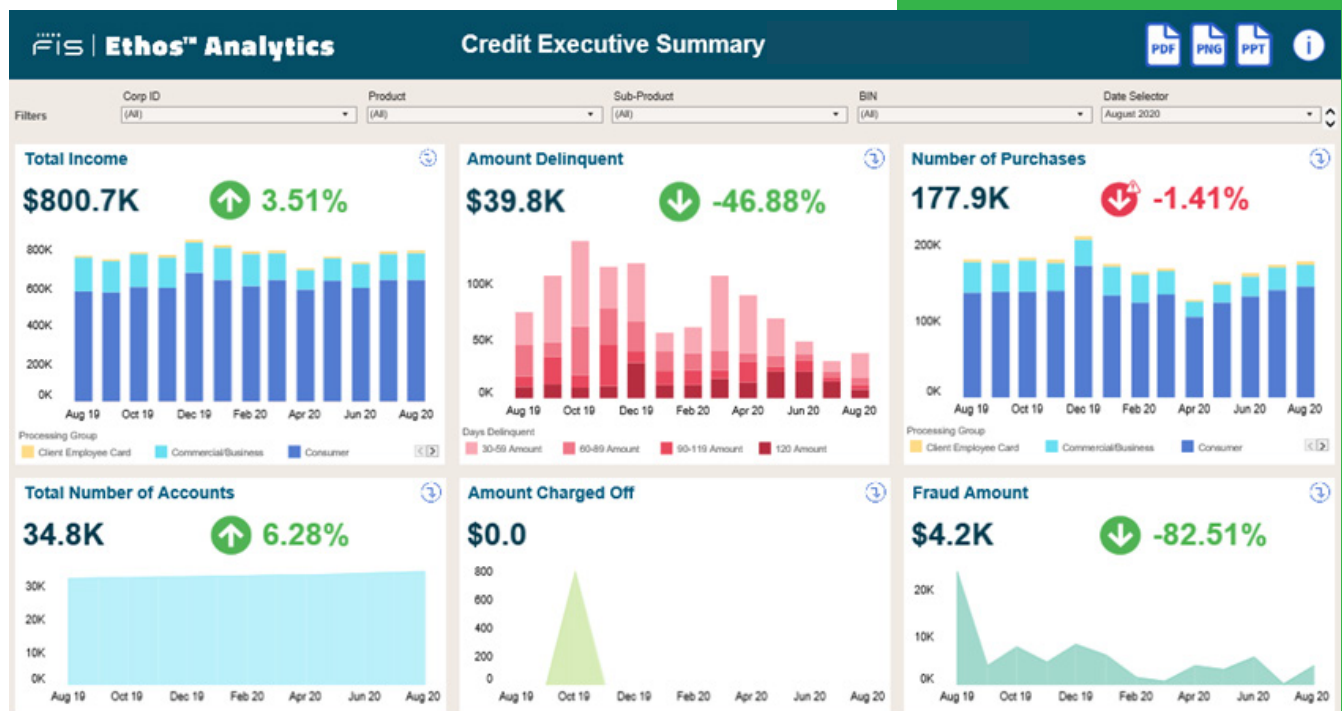 FIS | Ethos™ Analytics
Credit Executive Summary
PDF PNG PPT i
Filters
Corp ID Product Sub-Product BIN Date Selector
(All) (All) (All) (All) August 2020
Total Income
$800.7K 3.51%
800K
600K
400K
200K
0K
Aug 19 Oct 19 Dec 19 Feb 20 Apr 20 Jun 20 Aug 20
Processing Group
Client Employee Card Commercial/Business Consumer
Amount Delinquent
$39.8K -46.88%
100K
50K
0K
Aug 19 Oct 19 Dec 19 Feb 20 Apr 20 Jun 20 Aug 20
Days Delinquent
30-59 Amount 60-89 Amount 90-119 Amount 120 Amount
Number of Purchases
177.9K -1.41%
200K
100K
0K
Aug 19 Oct 19 Dec 19 Feb 20 Apr 20 Jun 20 Aug 20
Processing Group
Client Employee Card Commercial/Business Consumer
Total Number of Accounts
34.8K 6.28%
30K
20K
10K
0K
Aug 19 Oct 19 Dec 19 Feb 20 Apr 20 Jun 20 Aug 20
Amount Charged Off
$0.0
800
600
400
200
0
Aug 19 Oct 19 Dec 19 Feb 20 Apr 20 Jun 20 Aug 20
Fraud Amount
$4.2K -82.51%
20K
10K
0K
Aug 19 Oct 19 Dec 19 Feb 20 Apr 20 Jun 20 Aug 20